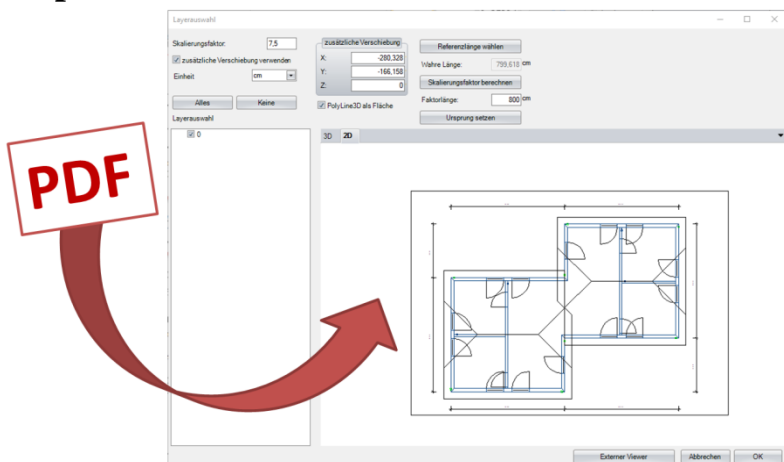 Layerauswahl
Skalierungsfaktor: 7,5
zusätzliche Verschiebung verwenden
Einheit cm
Alles Keine
Layerauswahl
0
zusätzliche Verschiebung
X: -280,328
Y: -166,158
Z: 0
PolyLine3D als Fläche
Referenzlänge wählen
Wahre Länge: 799,618 cm
Skalierungsfaktor berechnen
Faktorlänge: 800 cm
Ursprung setzen
3D 2D
PDF
Externer Viewer Abbrechen OK